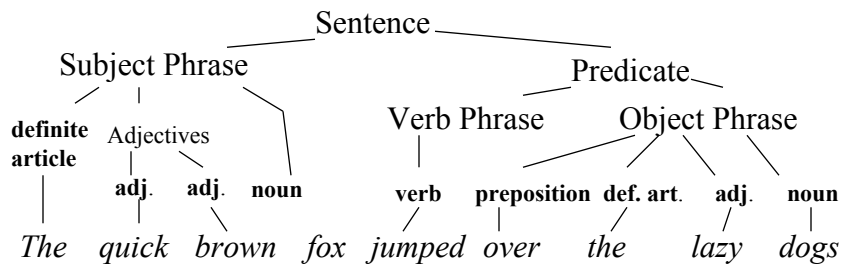 Sentence
Subject Phrase Predicate
definite article Adjectives Verb Phrase Object Phrase
adj. adj. noun verb preposition def. art. adj. noun
The quick brown fox jumped over the lazy dogs